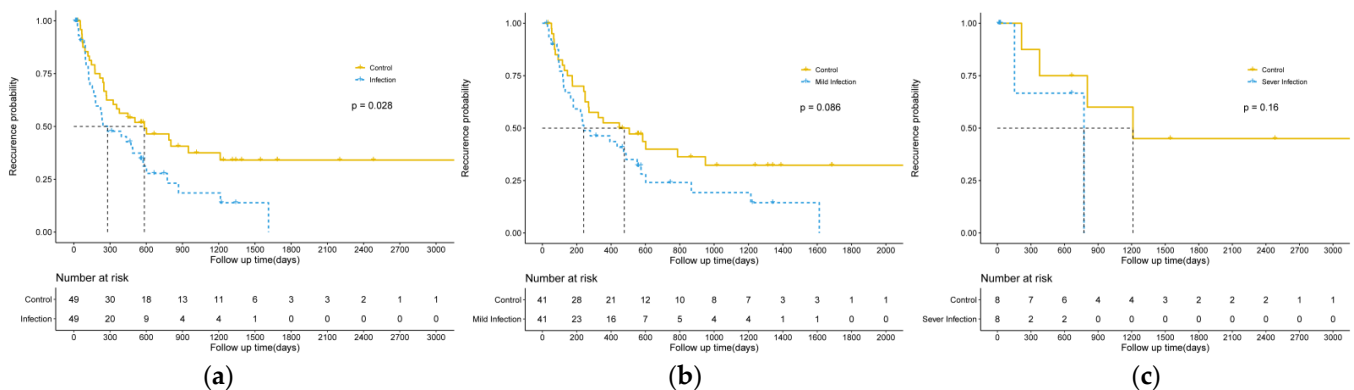 Reccurence probability
1.00
0.75
0.50
0.25
0.00
Control
Infection
p = 0.028
0 300 600 900 1200 1500 1800 2100 2400 2700 3000
Follow up time(days)
Number at risk
Control 49 30 18 13 11 6 3 3 2 1 1
Infection 49 20 9 4 4 1 0 0 0 0 0
0 300 600 900 1200 1500 1800 2100 2400 2700 3000
Follow up time(days)
(a)
Reccurence probability
1.00
0.75
0.50
0.25
0.00
Control
Mild Infection
p = 0.086
0 200 400 600 800 1000 1200 1400 1600 1800 2000
Follow up time(days)
Number at risk
Control 41 28 21 12 10 8 7 3 3 1 1
Mild Infection 41 23 16 7 5 4 4 1 1 0 0
0 200 400 600 800 1000 1200 1400 1600 1800 2000
Follow up time(days)
(b)
Reccurence probability
1.00
0.75
0.50
0.25
0.00
Control
Sever Infection
p = 0.16
0 300 600 900 1200 1500 1800 2100 2400 2700 3000
Follow up time(days)
Number at risk
Control 8 7 6 4 4 3 2 2 2 1 1
Sever Infection 8 2 2 0 0 0 0 0 0 0 0
0 300 600 900 1200 1500 1800 2100 2400 2700 3000
Follow up time(days)
(c)